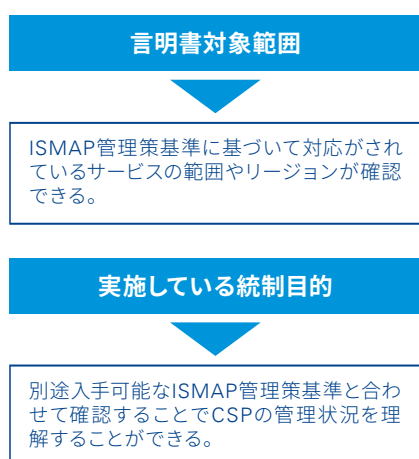 言明書対象範囲
ISMAP管理策基準に基づいて対応がされ
ているサービスの範囲やリージョンが確認
できる。
実施している統制目的
別途入手可能なISMAP管理策基準と合わ
せて確認することでCSPの管理状況を理
解することができる。